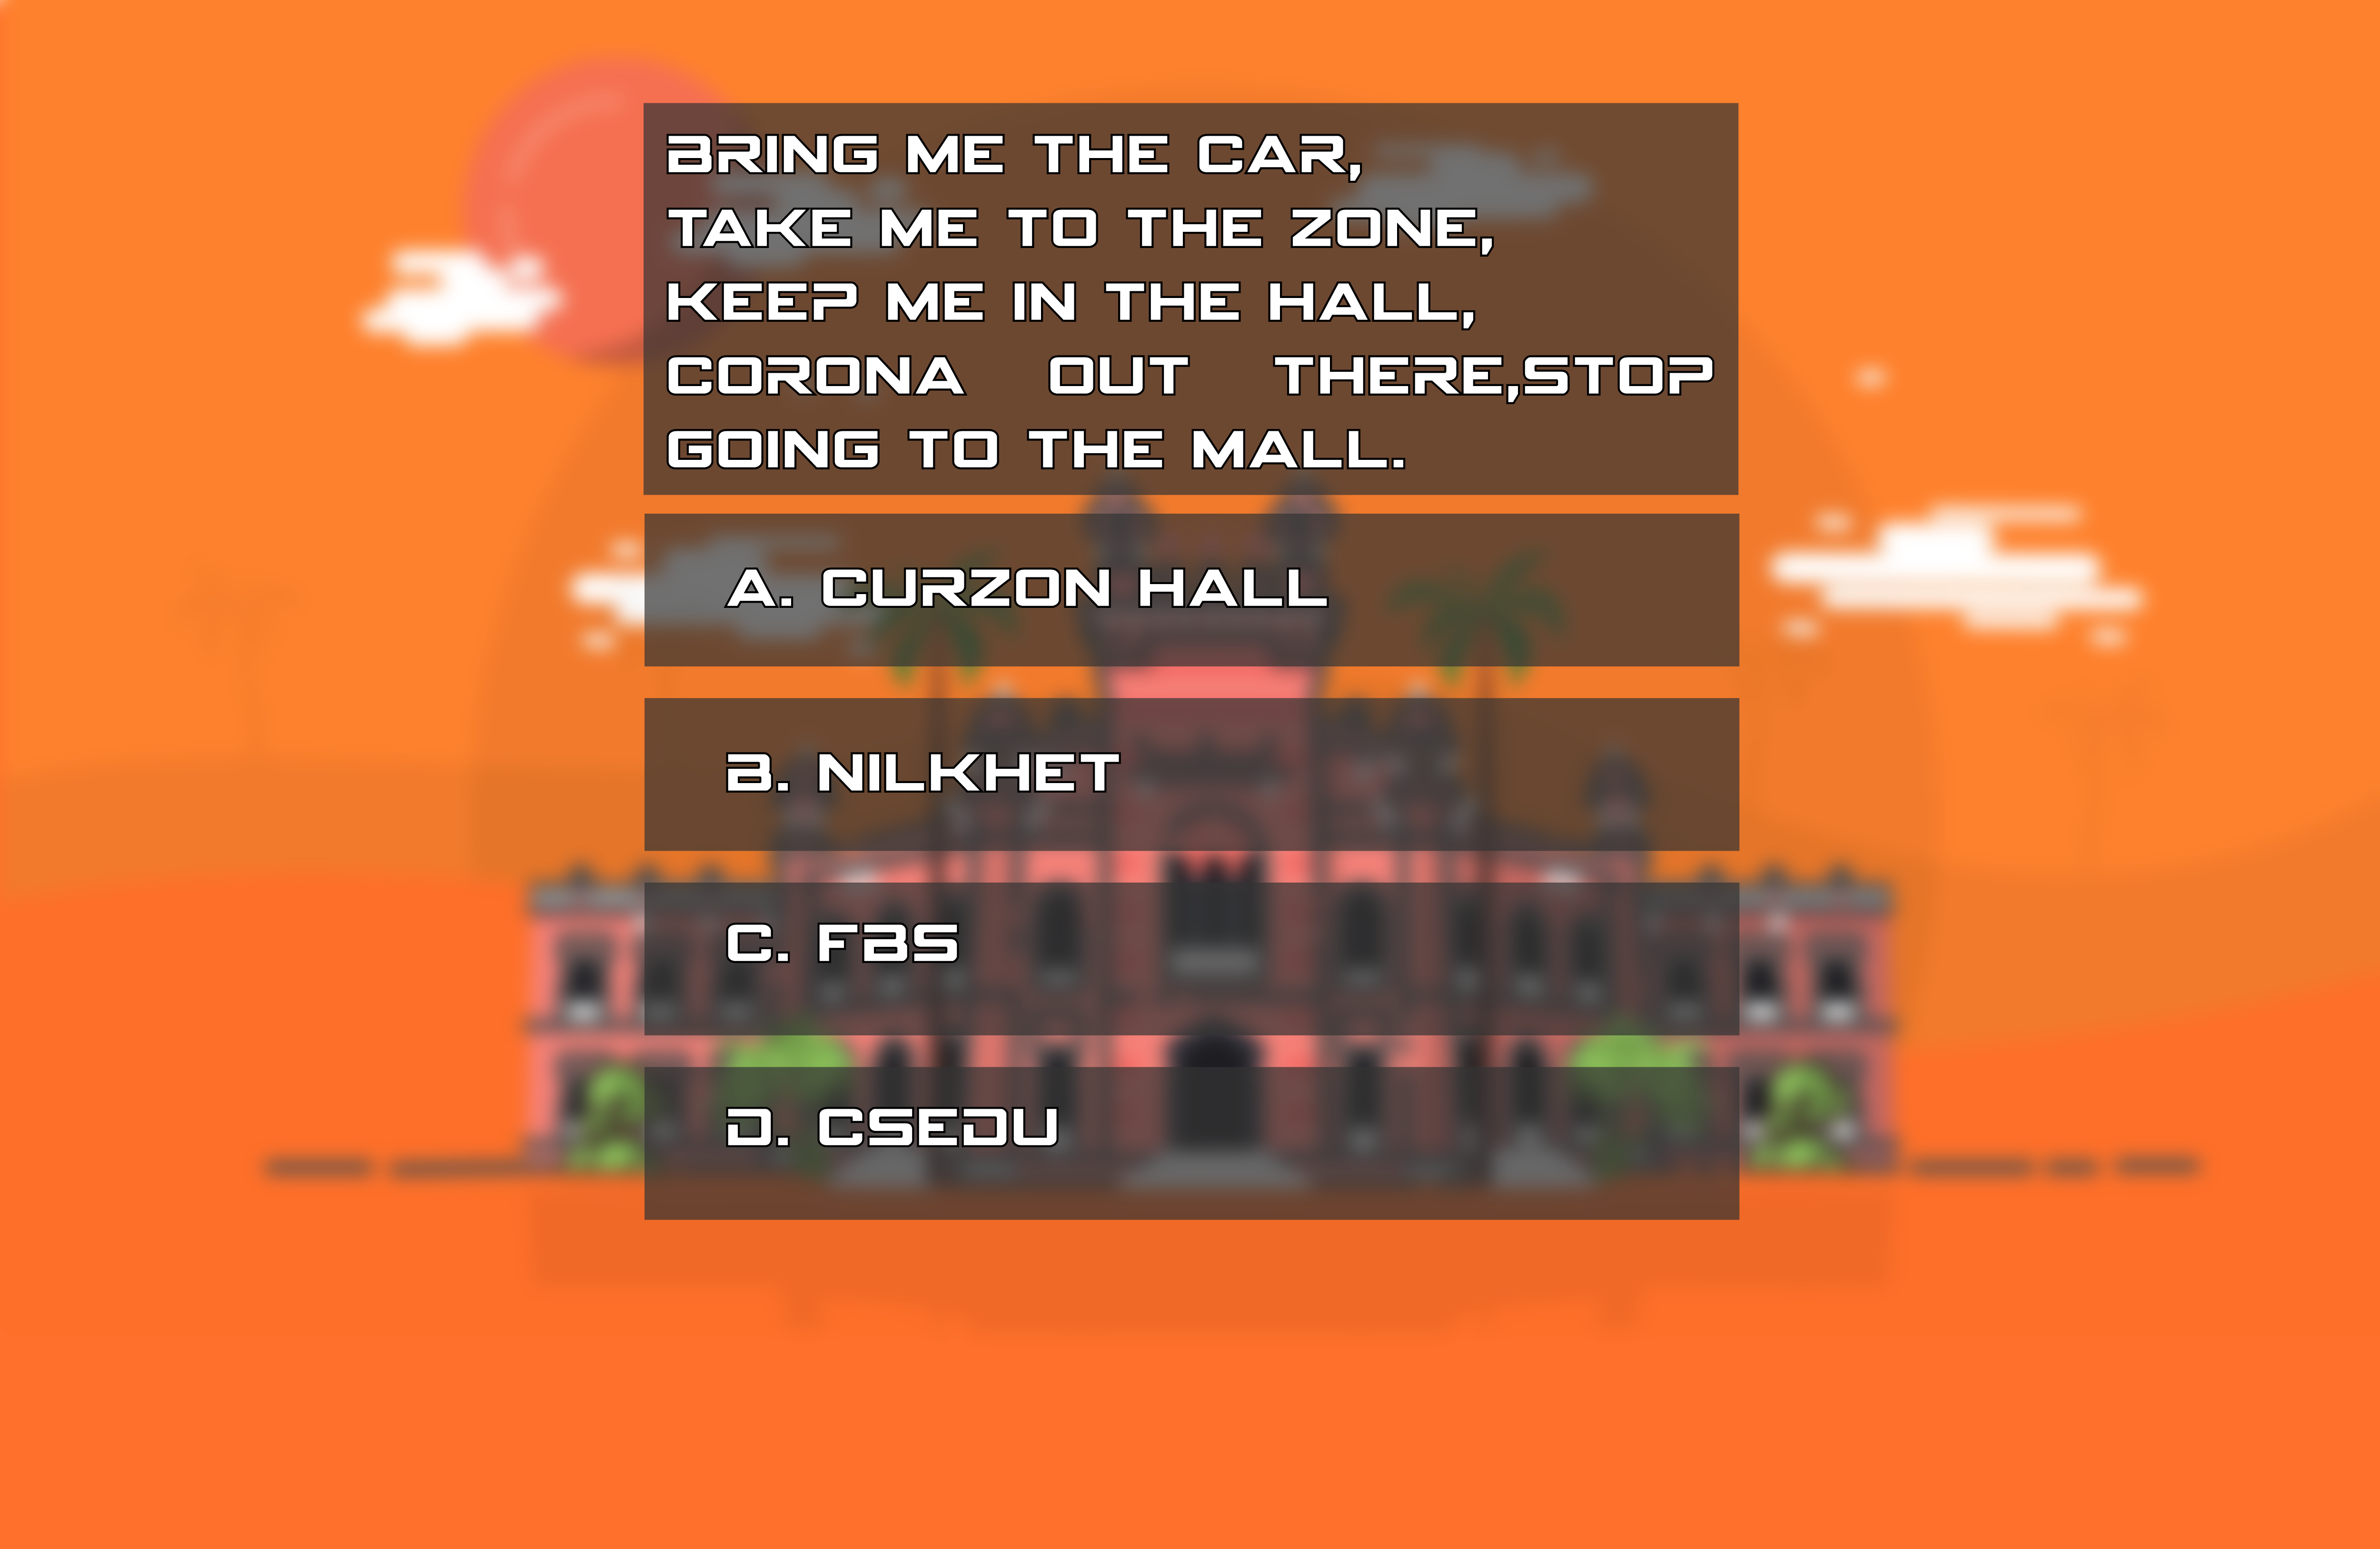 BRING ME THE CAR,
TAKE ME TO THE ZONE,
KEEP ME IN THE HALL,
CORONA OUT THERE,STOP
GOING TO THE MALL.
A. CURZON HALL
B. NILKHET
C. FBS
D. CSEDU